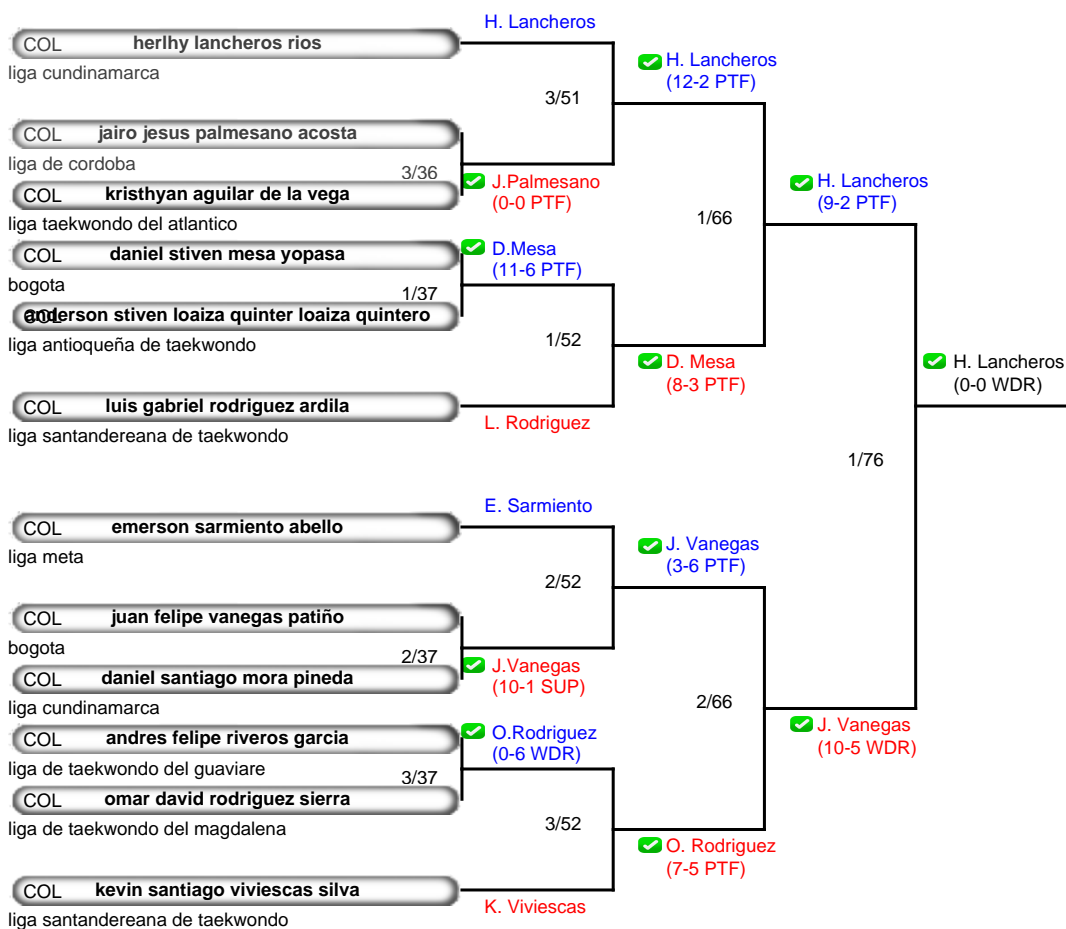 H. Lancheros
COL herlhy lancheros rios
liga cundinamarca
H. Lancheros
(12-2 PTF)
3/51
COL jairo jesus palmesano acosta
liga de cordoba
3/36
COL kristhyan aguilar de la vega
J.Palmesano
(0-0 PTF)
liga taekwondo del atlantico
H. Lancheros
(9-2 PTF)
1/66
COL daniel stiven mesa yopasa
D.Mesa
(11-6 PTF)
bogota
1/37
COL anderson stiven loaiza quinter loaiza quintero
liga antioqueña de taekwondo
1/52
D. Mesa
(8-3 PTF)
H. Lancheros
(0-0 WDR)
COL luis gabriel rodriguez ardila
liga santandereana de taekwondo
L. Rodriguez
1/76
E. Sarmiento
COL emerson sarmiento abello
liga meta
J. Vanegas
(3-6 PTF)
2/52
COL juan felipe vanegas patiño
bogota
2/37
COL daniel santiago mora pineda
J.Vanegas
(10-1 SUP)
liga cundinamarca
2/66
J. Vanegas
(10-5 WDR)
COL andres felipe riveros garcia
O.Rodriguez
(0-6 WDR)
liga de taekwondo del guaviare
3/37
COL omar david rodriguez sierra
liga de taekwondo del magdalena
3/52
O. Rodriguez
(7-5 PTF)
COL kevin santiago viviescas silva
liga santandereana de taekwondo
K. Viviescas